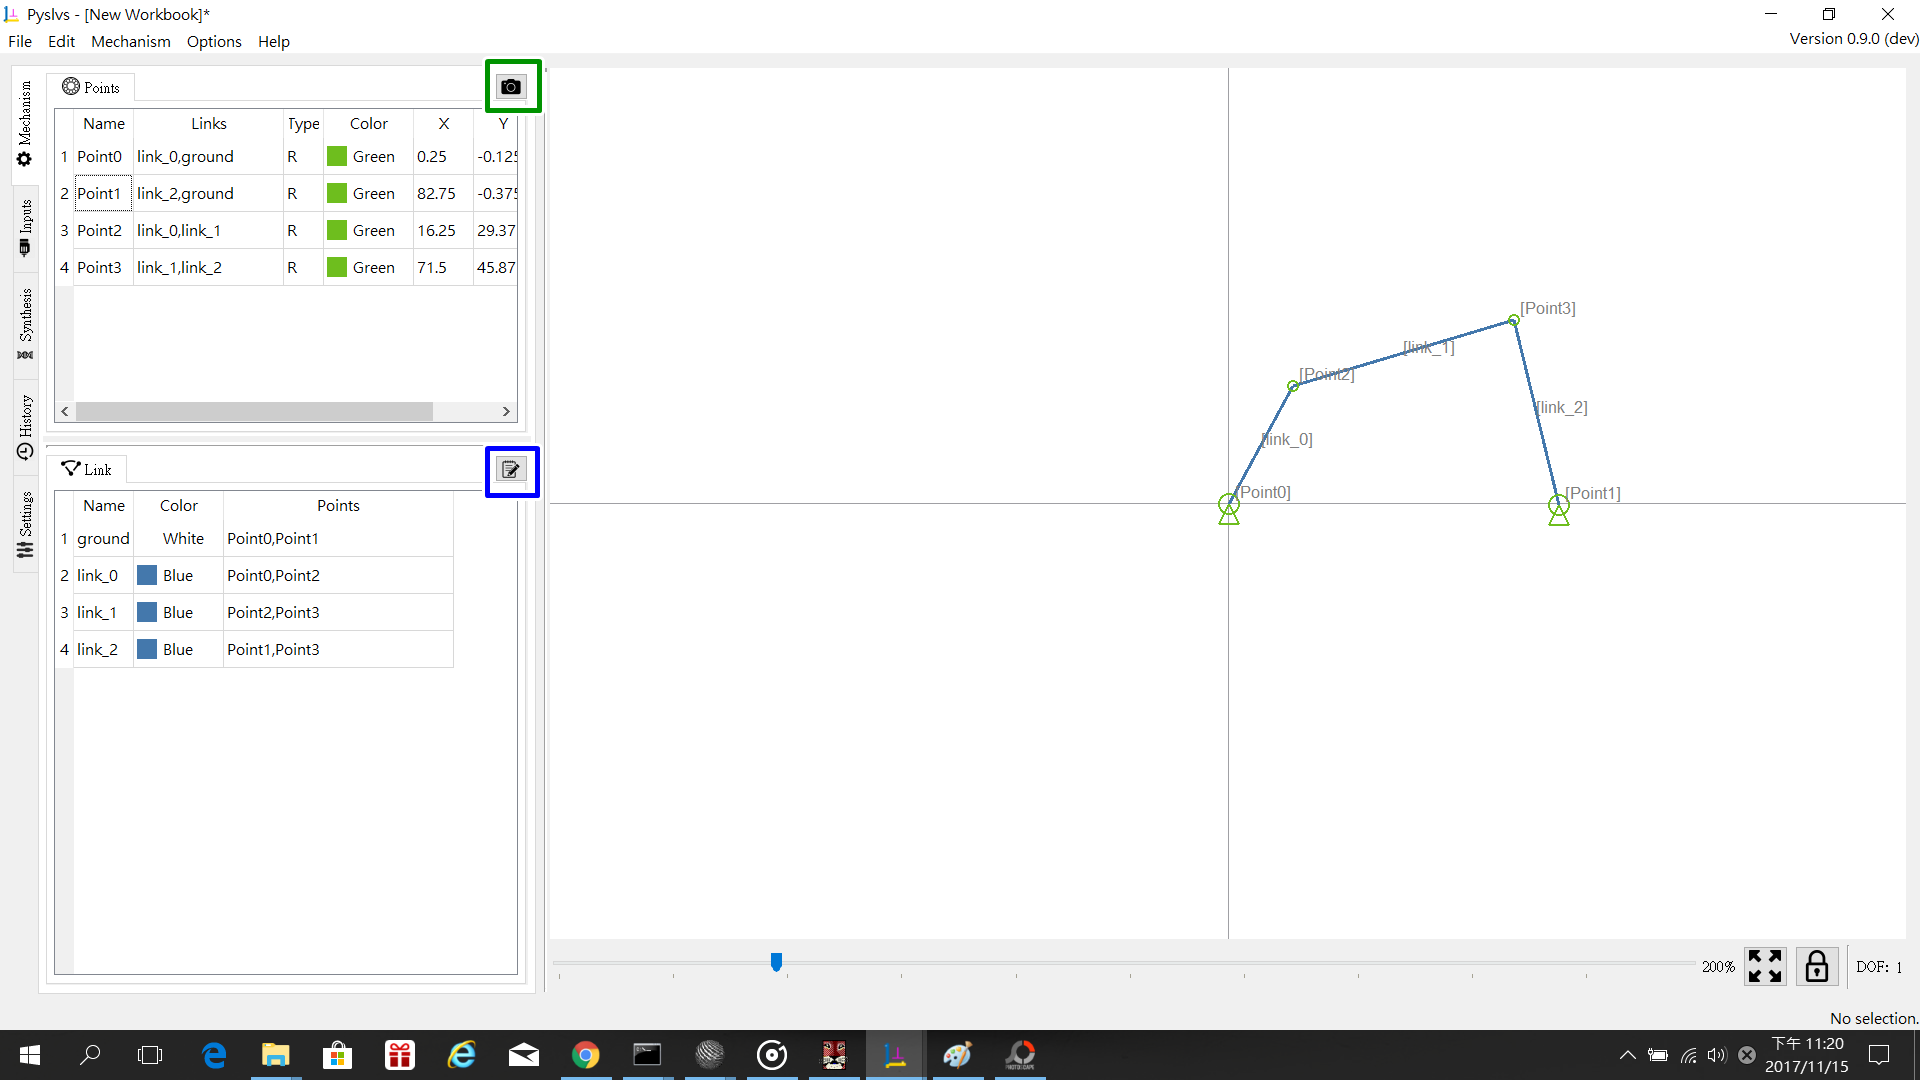 Pyslvs - [New Workbook]*
File Edit Mechanism Options Help
Version 0.9.0 (dev)
Mechanism
Inputs
Synthesis
History
Settings
Points
Name Links Type Color X Y
1 Point0 link_0,ground R Green 0.25 -0.125
2 Point1 link_2,ground R Green 82.75 -0.375
3 Point2 link_0,link_1 R Green 16.25 29.37
4 Point3 link_1,link_2 R Green 71.5 45.87
Link
Name Color Points
1 ground White Point0,Point1
2 link_0 Blue Point0,Point2
3 link_1 Blue Point2,Point3
4 link_2 Blue Point1,Point3
[Point3]
[link_1]
[Point2]
[link_2]
[link_0]
[Point0]
[Point1]
200%
DOF: 1
No selection.
下午 11:20
2017/11/15